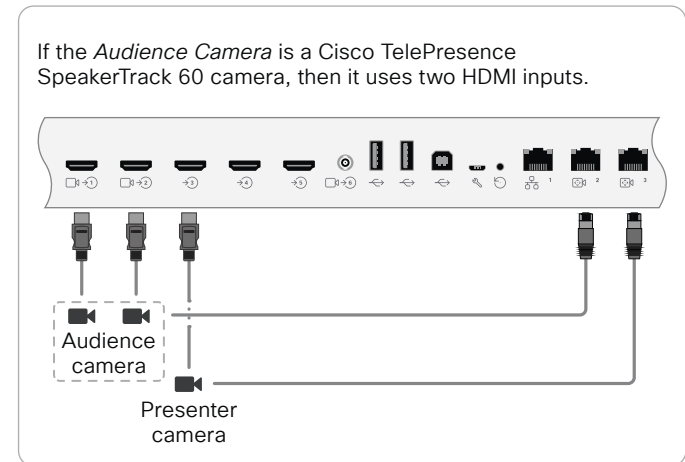 If the Audience Camera is a Cisco TelePresence
SpeakerTrack 60 camera, then it uses two HDMI inputs.
1 2 3 4 5 6 1 2 3
Audience
camera
Presenter
camera